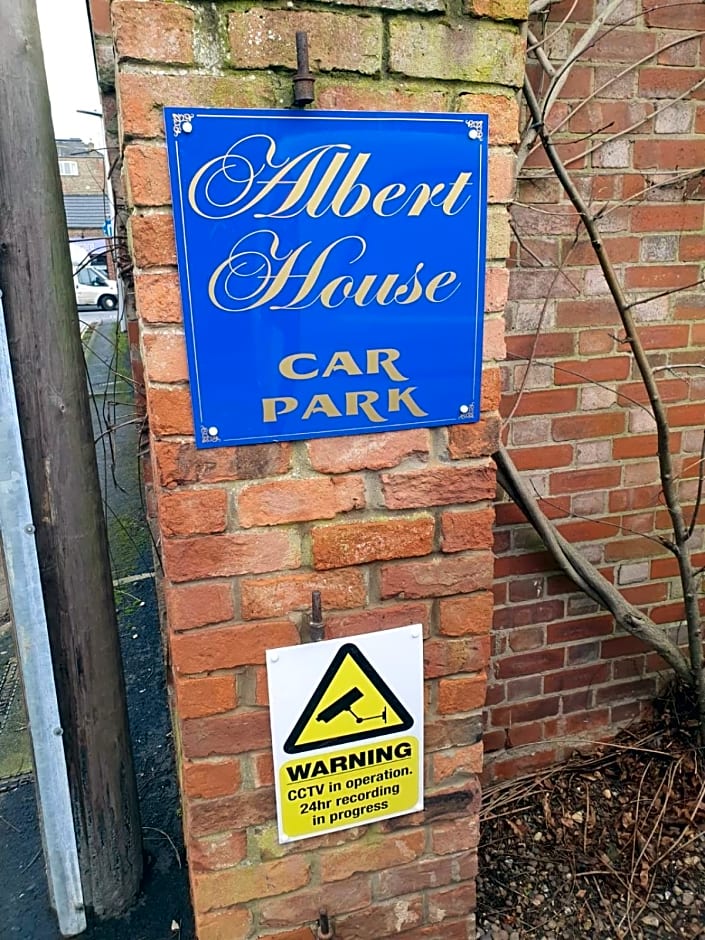 Albert
House
CAR
PARK
WARNING
CCTV in operation.
24hr recording
in progress